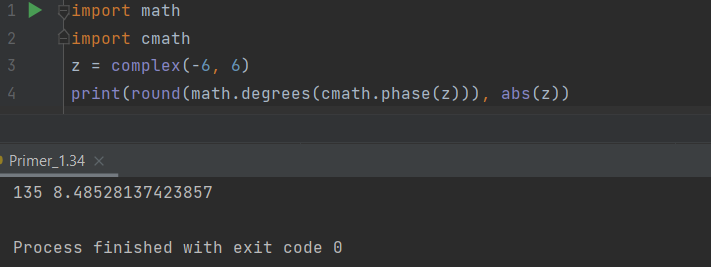 1 import math
2 import cmath
3 z = complex(-6, 6)
4 print(round(math.degrees(cmath.phase(z))), abs(z))
Primer_1.34 ×
135 8.48528137423857
Process finished with exit code 0